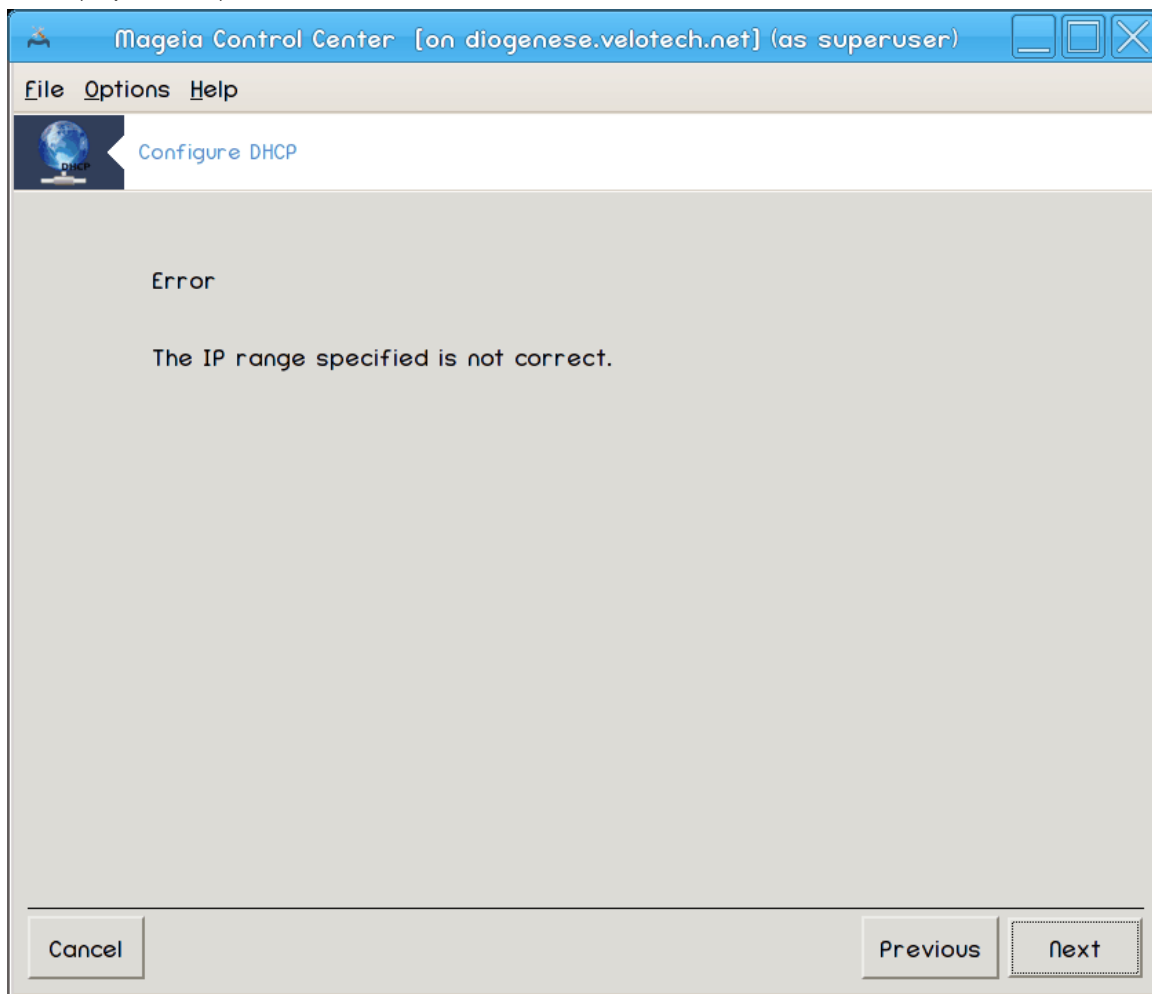 Mageia Control Center [on diogenese.velotech.net] (as superuser)
File Options Help
DHCP
Configure DHCP
Error
The IP range specified is not correct.
Cancel Previous Next